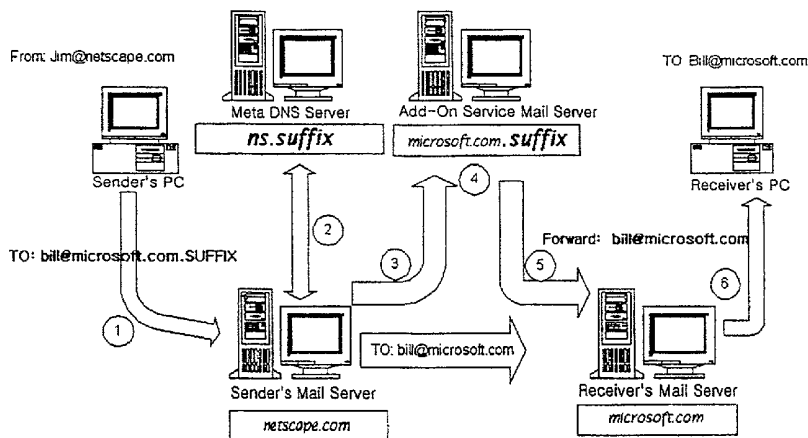 From: Jim@netscape.com
TO Bill@microsoft.com
Meta DNS Server
Add-On Service Mail Server
ns.suffix
microsoft.com.suffix
Sender's PC
Receiver's PC
4
2
TO: bill@microsoft.com.SUFFIX
3
5
Forward: bill@microsoft.com
6
1
TO: bill@microsoft.com
Sender's Mail Server
Receiver's Mail Server
netscape.com
microsoft.com